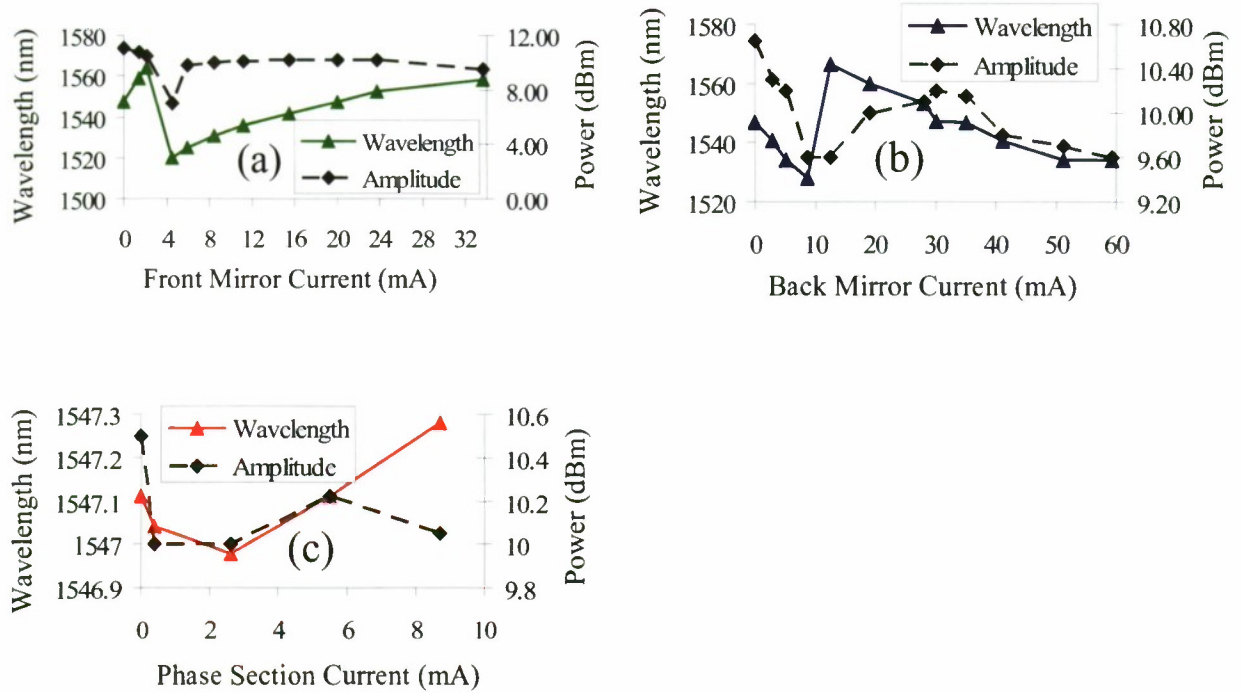 1580
1560
1540
1520
1500
Wavelength (nm)
12.00
8.00
4.00
0.00
Power (dBm)
Wavelength
Amplitude
(a)
0 4 8 12 16 20 24 28 32
Front Mirror Current (mA)
1580
1560
1540
1520
Wavelength (nm)
10.80
10.40
10.00
9.60
9.20
Power (dBm)
Wavelength
Amplitude
(b)
0 10 20 30 40 50 60
Back Mirror Current (mA)
1547.3
1547.2
1547.1
1547
1546.9
Wavelength (nm)
10.6
10.4
10.2
10
9.8
Power (dBm)
Wavelength
Amplitude
(c)
0 2 4 6 8 10
Phase Section Current (mA)